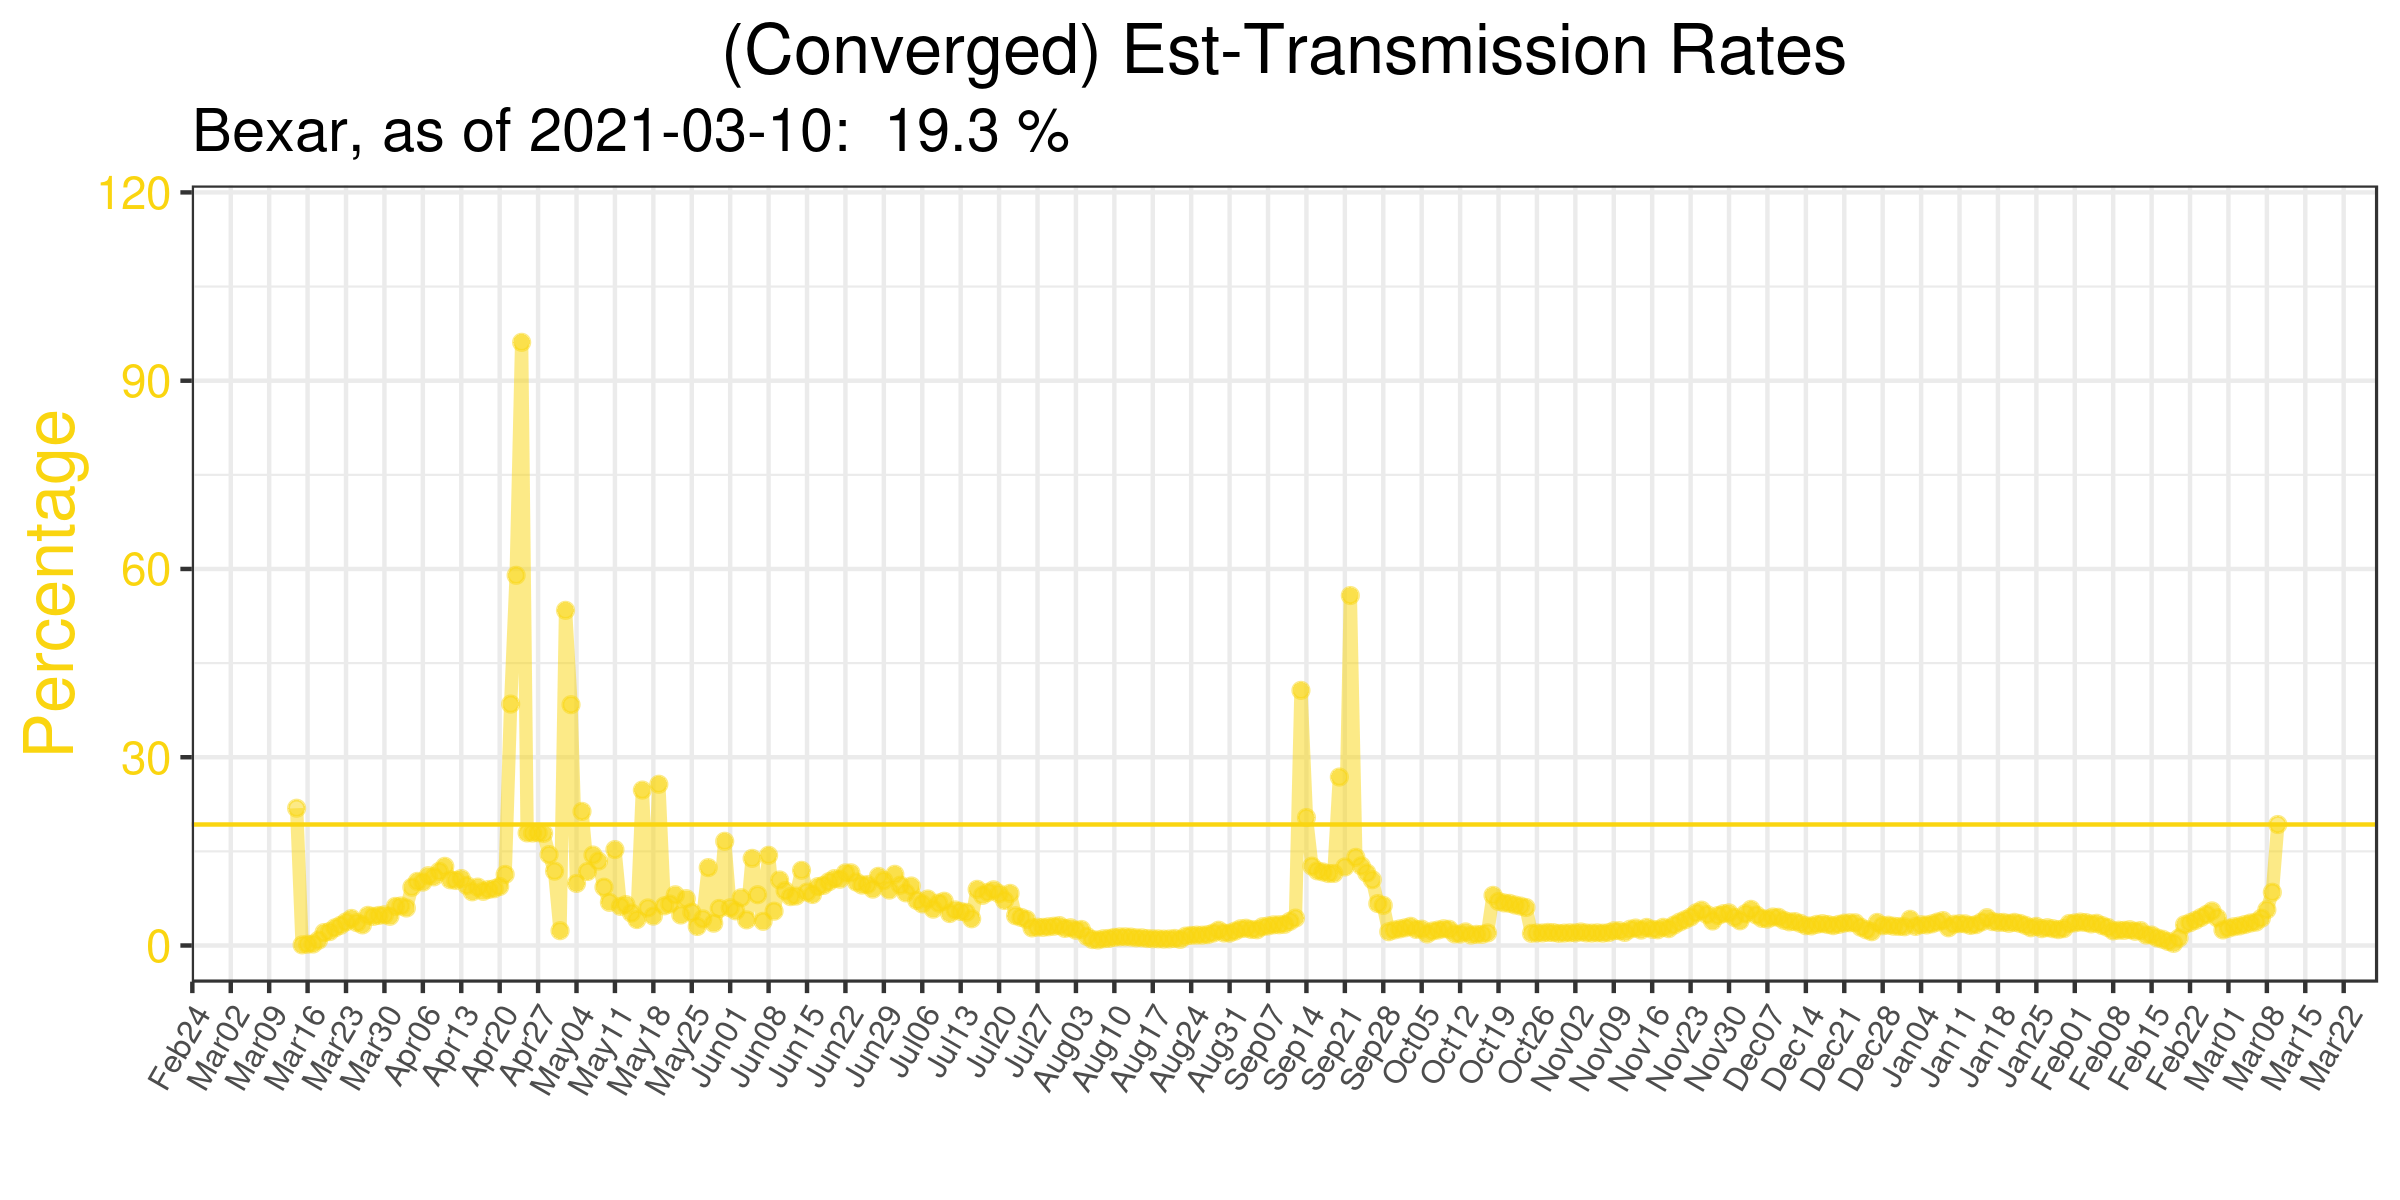 (Converged) Est-Transmission Rates
Bexar, as of 2021-03-10:  19.3 %
Percentage
120
90
60
30
0
Feb24
Mar02
Mar09
Mar16
Mar23
Mar30
Apr06
Apr13
Apr20
Apr27
May04
May11
May18
May25
Jun01
Jun08
Jun15
Jun22
Jun29
Jul06
Jul13
Jul20
Jul27
Aug03
Aug10
Aug17
Aug24
Aug31
Sep07
Sep14
Sep21
Sep28
Oct05
Oct12
Oct19
Oct26
Nov02
Nov09
Nov16
Nov23
Nov30
Dec07
Dec14
Dec21
Dec28
Jan04
Jan11
Jan18
Jan25
Feb01
Feb08
Feb15
Feb22
Mar01
Mar08
Mar15
Mar22